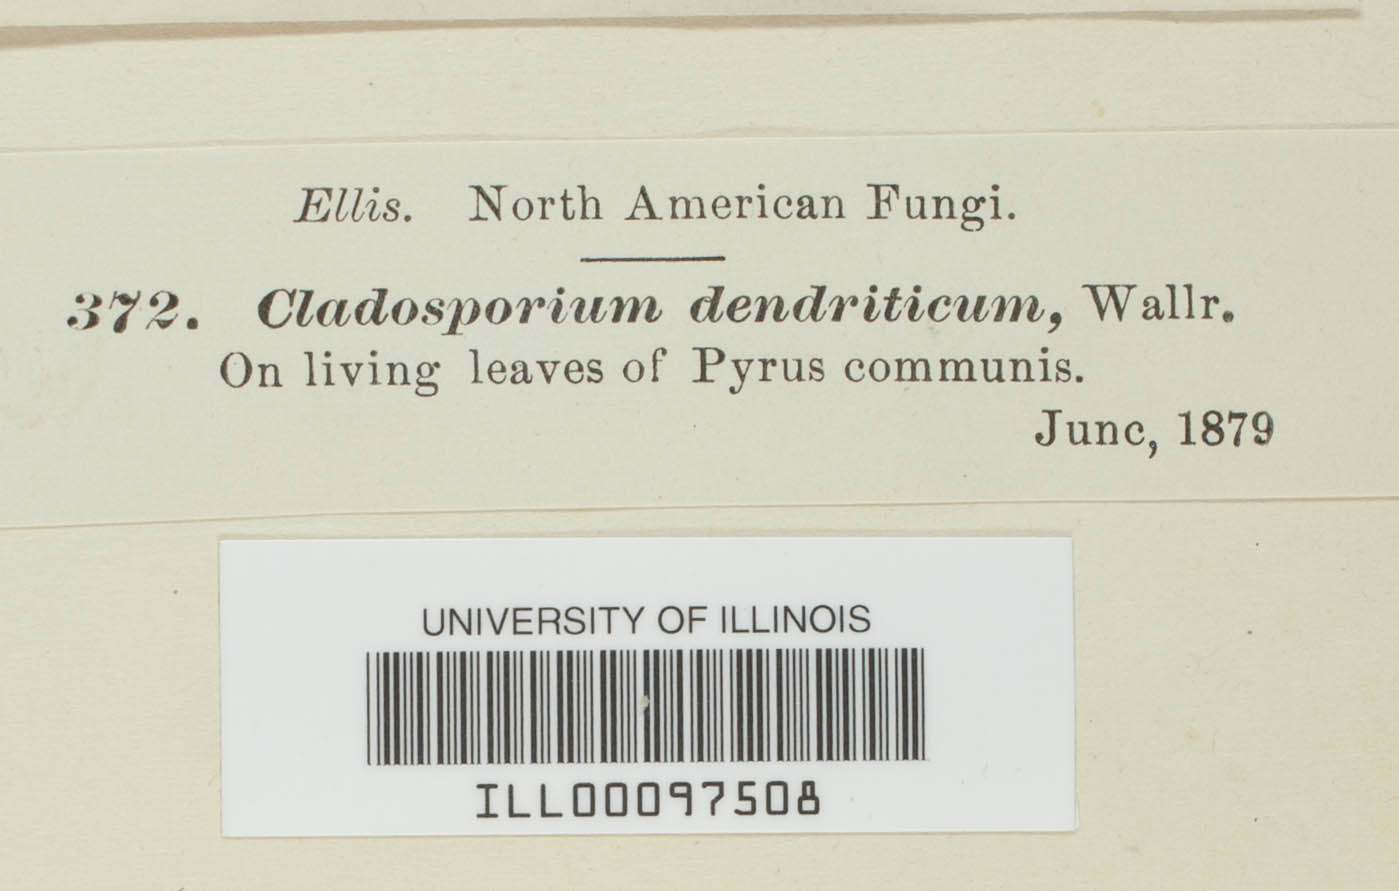 Ellis. North American Fungi.
372. Cladosporium dendriticum, Wallr.
On living leaves of Pyrus communis.
June, 1879
UNIVERSITY OF ILLINOIS
ILL00097508